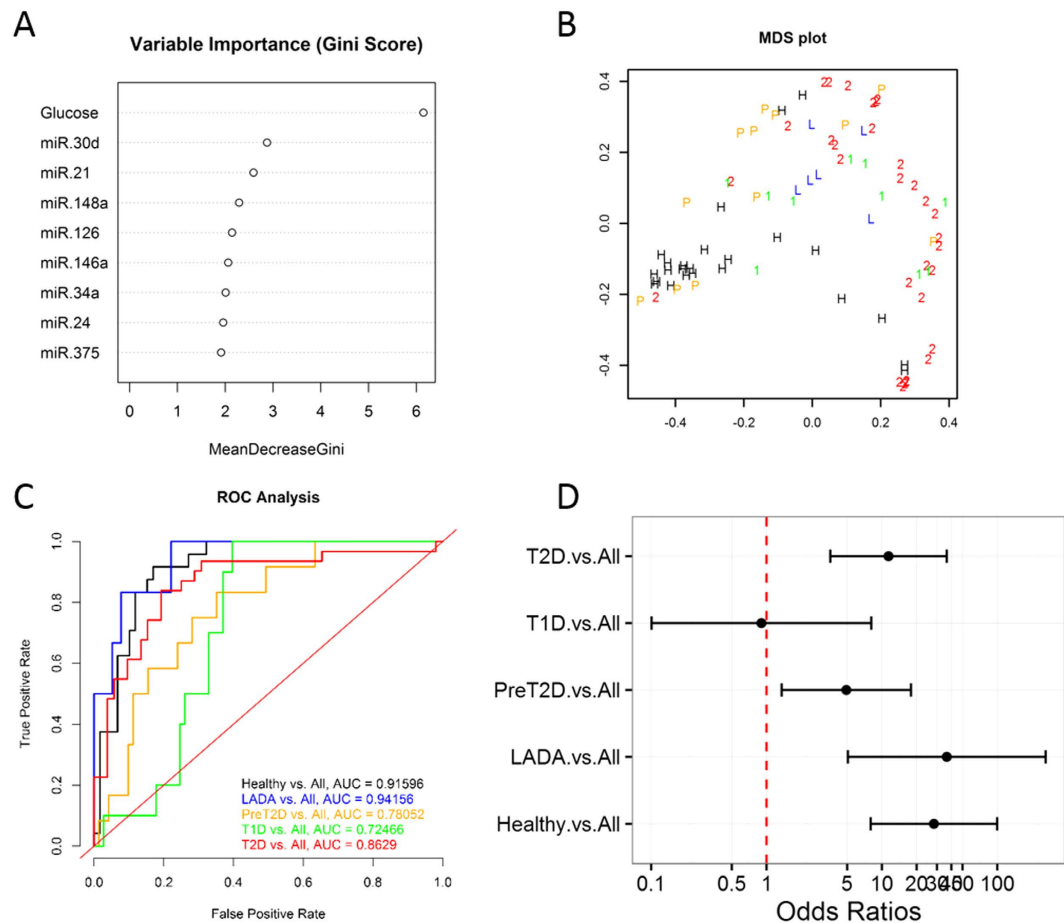 A
Variable Importance (Gini Score)
Glucose
miR.30d
miR.21
miR.148a
miR.126
miR.146a
miR.34a
miR.24
miR.375
0 1 2 3 4 5 6
MeanDecreaseGini
B
MDS plot
0.4
0.2
0.0
-0.2
-0.4
-0.4 -0.2 0.0 0.2 0.4
C
ROC Analysis
True Positive Rate
1.0
0.8
0.6
0.4
0.2
0.0
Healthy vs. All, AUC = 0.91596
LADA vs. All, AUC = 0.94156
PreT2D vs. All, AUC = 0.78052
T1D vs. All, AUC = 0.72466
T2D vs. All, AUC = 0.8629
0.0 0.2 0.4 0.6 0.8 1.0
False Positive Rate
D
T2D.vs.All
T1D.vs.All
PreT2D.vs.All
LADA.vs.All
Healthy.vs.All
0.1 0.5 1 5 10 20 30 40 50 100
Odds Ratios